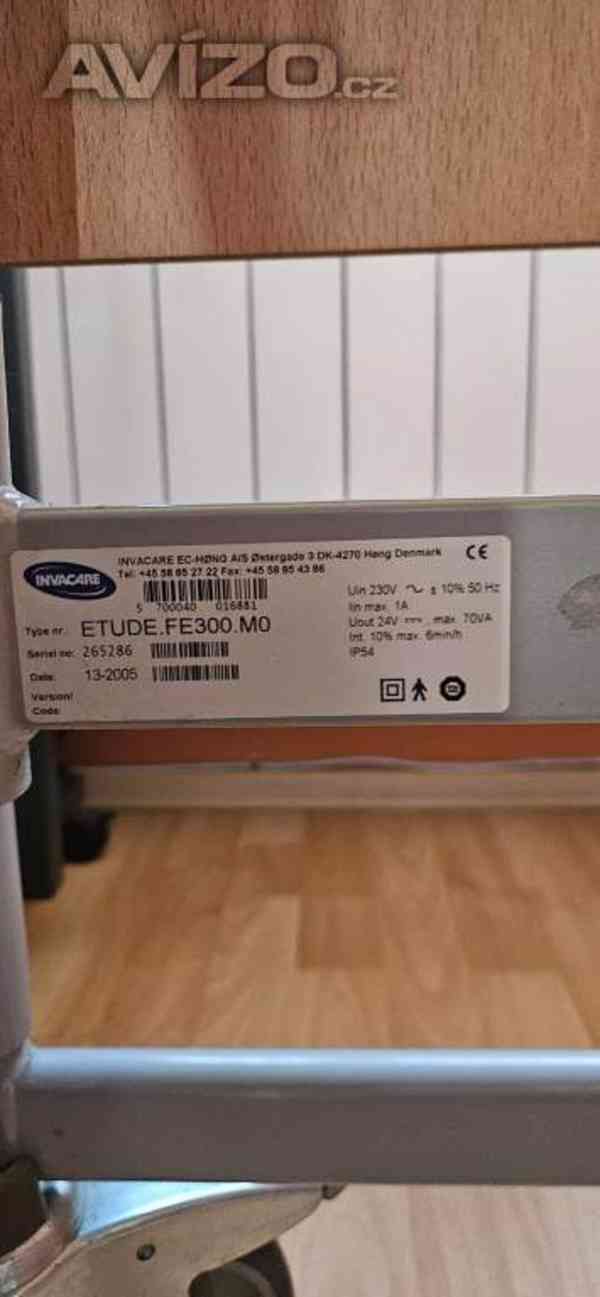 AVÍZO.cz
INVACARE EC-HØNG A/S Østergade 3 DK-4270 Høng Denmark CE
Tel: +45 58 85 27 22 Fax: +45 58 85 43 86
INVACARE
5 700040 016881
Type nr: ETUDE.FE300.M0
Serial no: 265286
Date: 13-2005
Version/
Code:
Uin 230V ~ ± 10% 50 Hz
Iin max. 1A
Uout 24V ⎓, max. 70VA
Int. 10% max. 6min/h
IP54